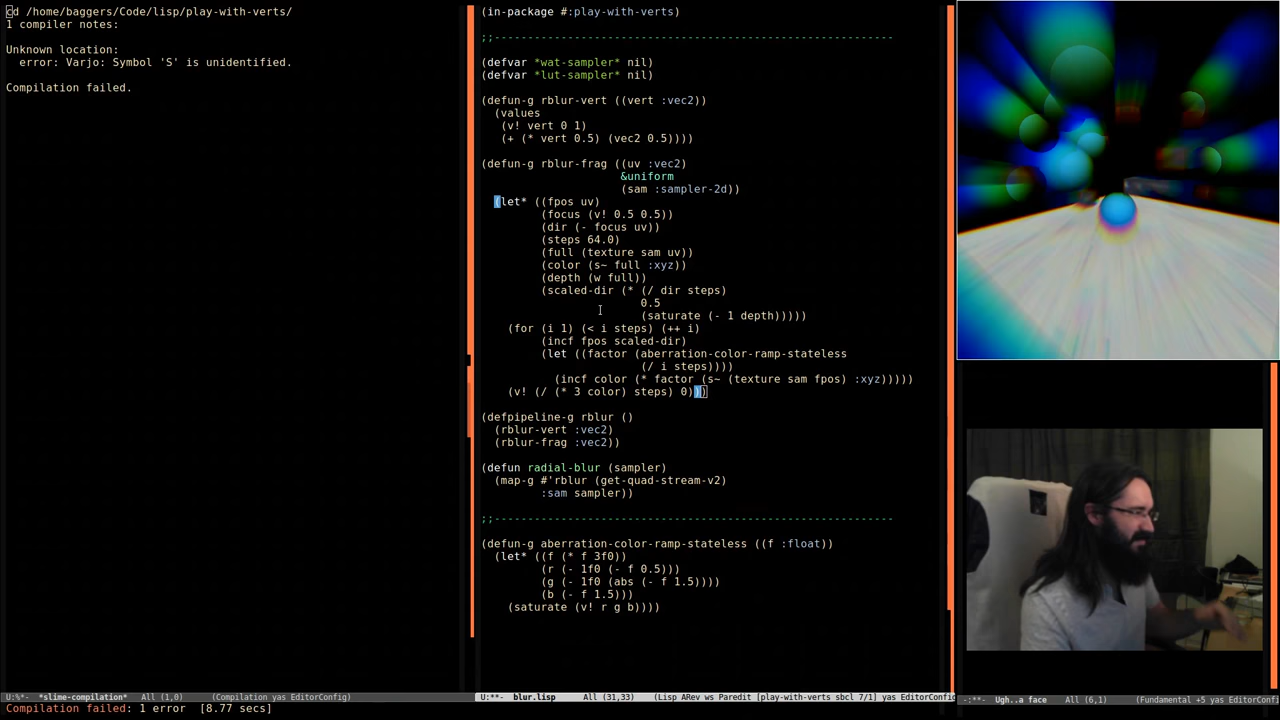 cd /home/baggers/Code/lisp/play-with-verts/
1 compiler notes:

Unknown location:
  error: Varjo: Symbol 'S' is unidentified.

Compilation failed.
U:%*-  *slime-compilation*   All (1,0)     (Compilation yas EditorConfig)
Compilation failed: 1 error  [8.77 secs]
(in-package #:play-with-verts)

;;------------------------------------------------------------

(defvar *wat-sampler* nil)
(defvar *lut-sampler* nil)

(defun-g rblur-vert ((vert :vec2))
  (values
   (v! vert 0 1)
   (+ (* vert 0.5) (vec2 0.5))))

(defun-g rblur-frag ((uv :vec2)
                     &uniform
                     (sam :sampler-2d))
  (let* ((fpos uv)
         (focus (v! 0.5 0.5))
         (dir (- focus uv))
         (steps 64.0)
         (full (texture sam uv))
         (color (s~ full :xyz))
         (depth (w full))
         (scaled-dir (* (/ dir steps)
                        0.5
                        (saturate (- 1 depth)))))
    (for (i 1) (< i steps) (++ i)
         (incf fpos scaled-dir)
         (let ((factor (aberration-color-ramp-stateless
                        (/ i steps))))
           (incf color (* factor (s~ (texture sam fpos) :xyz)))))
    (v! (/ (* 3 color) steps) 0)))

(defpipeline-g rblur ()
  (rblur-vert :vec2)
  (rblur-frag :vec2))

(defun radial-blur (sampler)
  (map-g #'rblur (get-quad-stream-v2)
         :sam sampler))

;;------------------------------------------------------------

(defun-g aberration-color-ramp-stateless ((f :float))
  (let* ((f (* f 3f0))
         (r (- 1f0 (- f 0.5)))
         (g (- 1f0 (abs (- f 1.5))))
         (b (- f 1.5)))
    (saturate (v! r g b))))
U:**-  blur.lisp      All (31,33)    (Lisp ARev ws Paredit [play-with-verts sbcl 7/1] yas EditorConfig
-:**-  Ugh..a face    All (6,1)     (Fundamental +5 yas EditorConfi